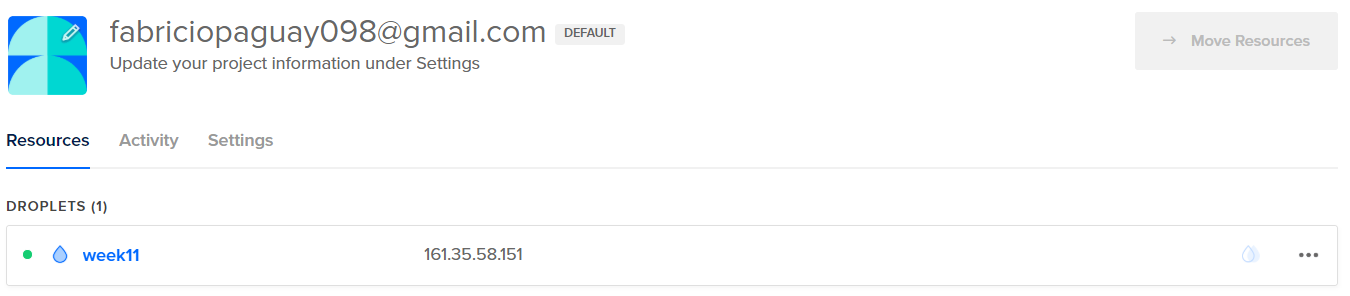 fabriciopaguay098@gmail.com DEFAULT
Update your project information under Settings
→ Move Resources
Resources Activity Settings
DROPLETS (1)
week11 161.35.58.151